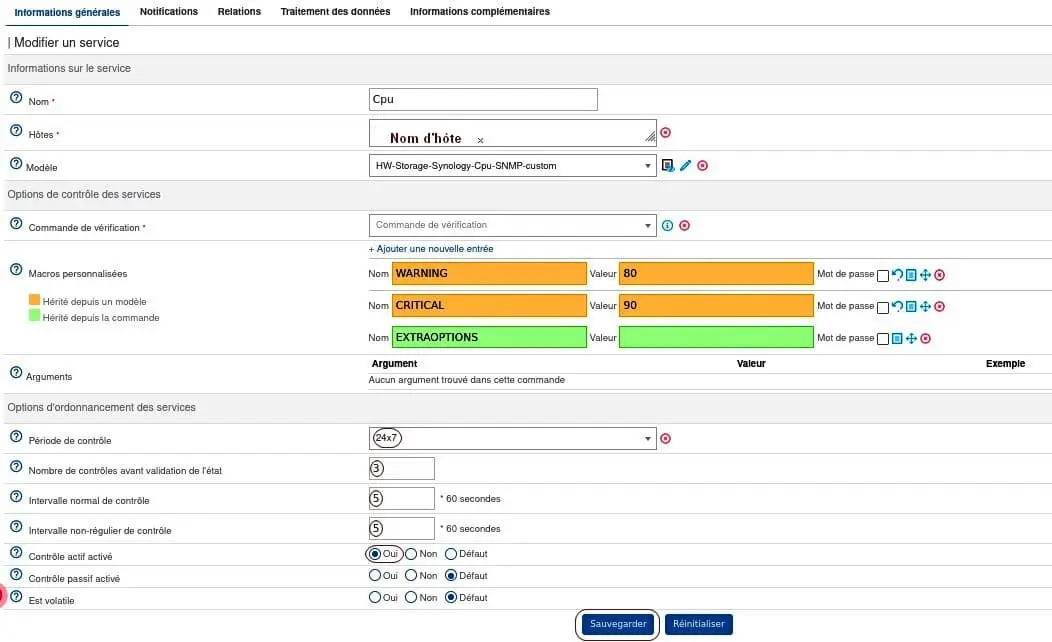 Informations générales Notifications Relations Traitement des données Informations complémentaires
| Modifier un service
Informations sur le service
Nom * Cpu
Hôtes * Nom d'hôte x
Modèle HW-Storage-Synology-Cpu-SNMP-custom
Options de contrôle des services
Commande de vérification * Commande de vérification
+ Ajouter une nouvelle entrée
Macros personnalisées Nom WARNING Valeur 80 Mot de passe
Hérité depuis un modèle Nom CRITICAL Valeur 90 Mot de passe
Hérité depuis la commande
Nom EXTRAOPTIONS Valeur Mot de passe
Argument Valeur Exemple
Arguments Aucun argument trouvé dans cette commande
Options d'ordonnancement des services
Période de contrôle 24x7
Nombre de contrôles avant validation de l'état 3
Intervalle normal de contrôle 5 * 60 secondes
Intervalle non-régulier de contrôle 5 * 60 secondes
Contrôle actif activé Oui Non Défaut
Contrôle passif activé Oui Non Défaut
Est volatile Oui Non Défaut
Sauvegarder Réinitialiser